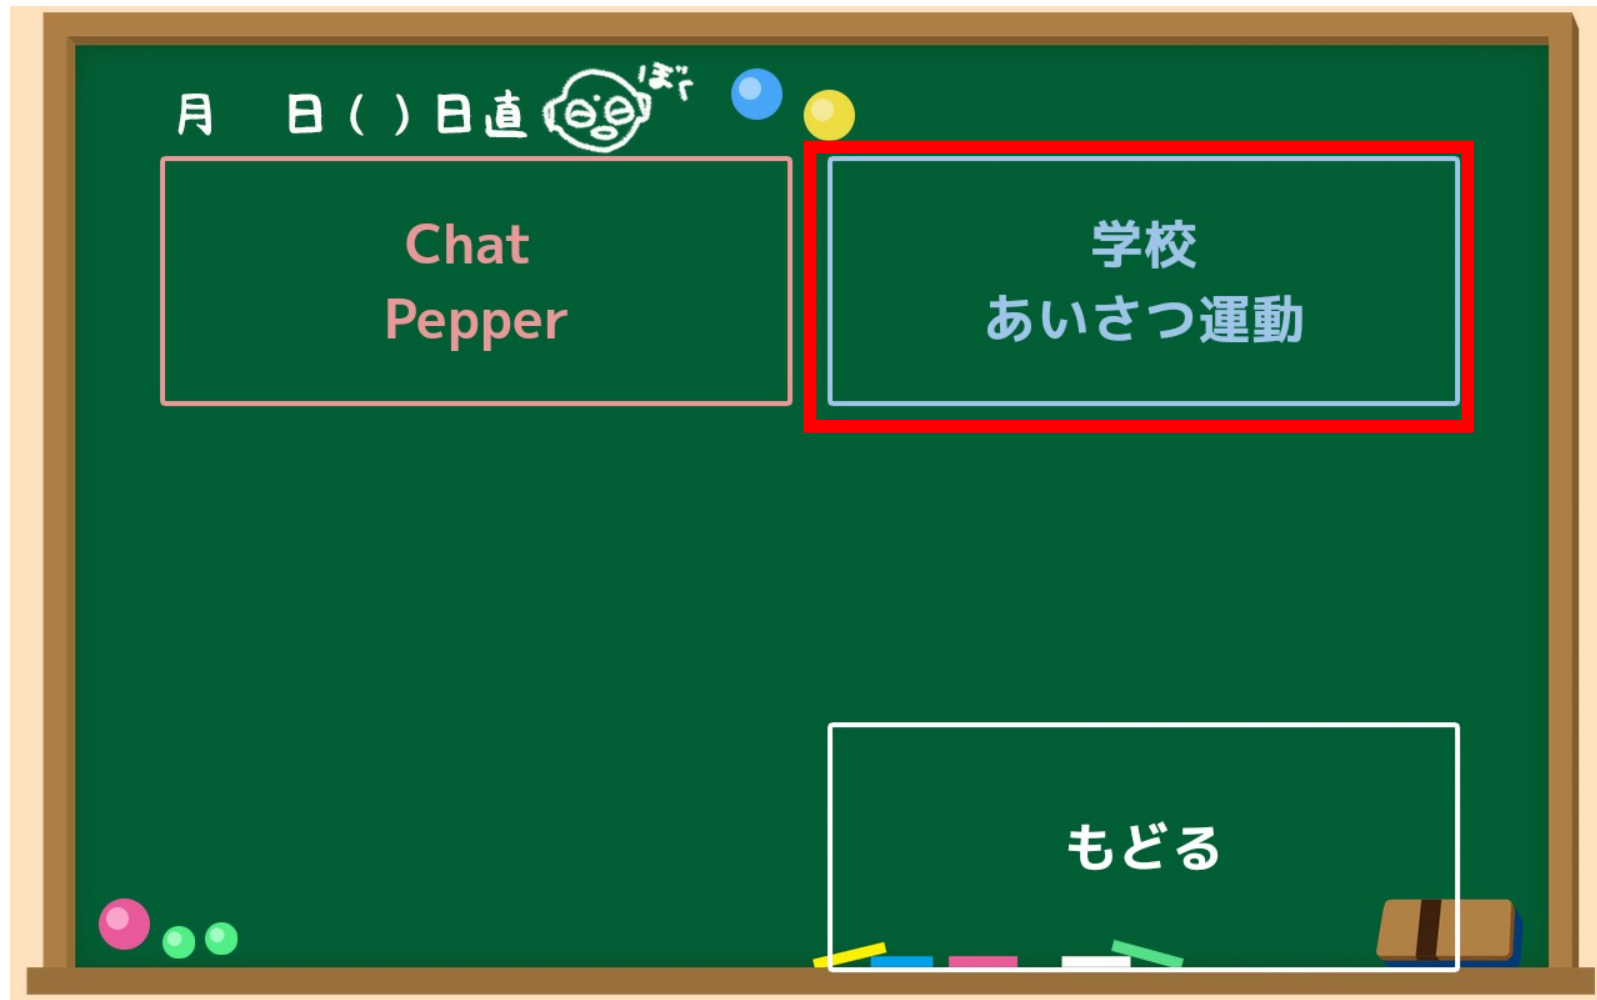 月 日( )日直
ぼく
Chat
Pepper
学校
あいさつ運動
もどる